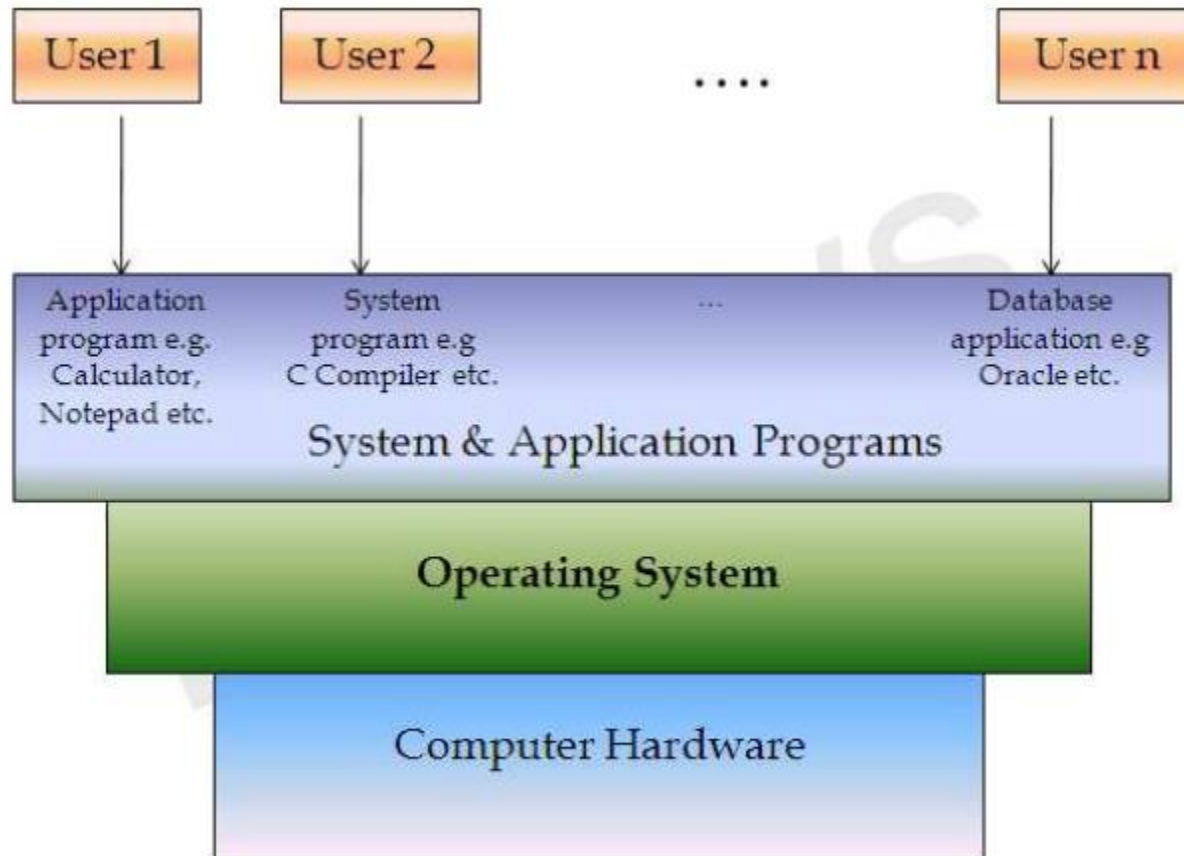 User 1
User 2
....
User n
Application
program e.g.
Calculator,
Notepad etc.
System
program e.g
C Compiler etc.
...
Database
application e.g
Oracle etc.
System & Application Programs
Operating System
Computer Hardware